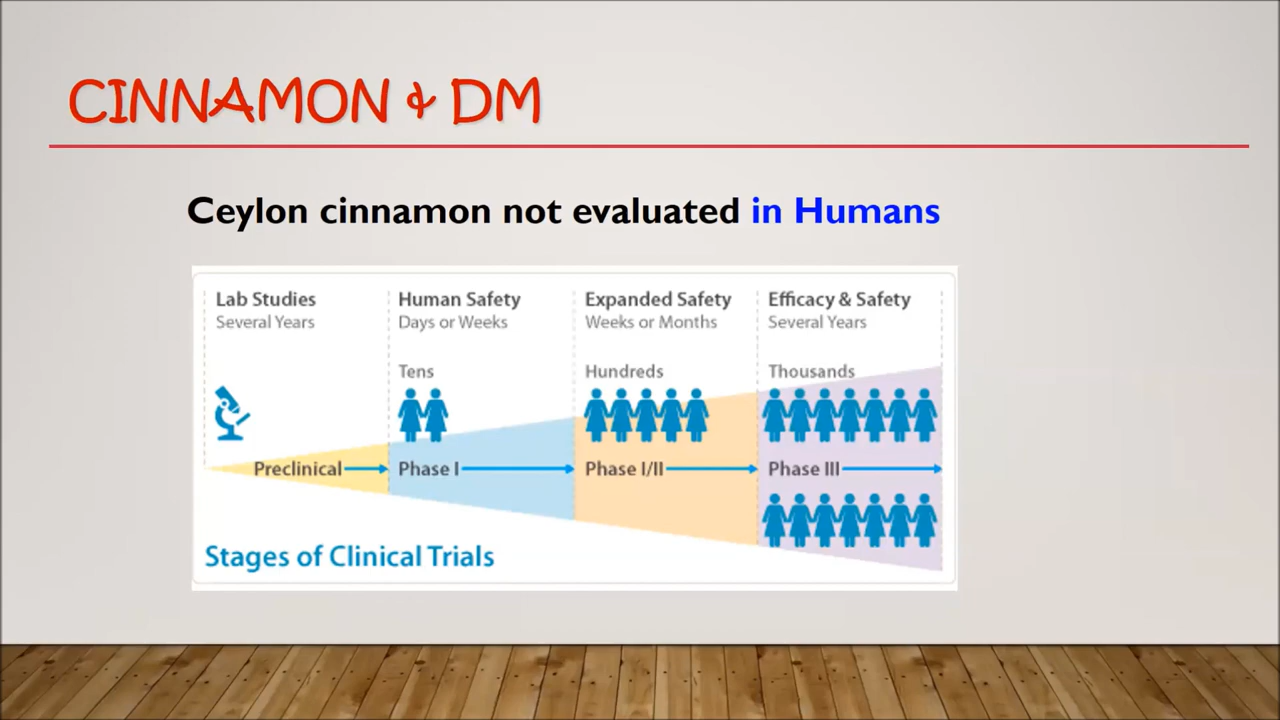 CINNAMON & DM
Ceylon cinnamon not evaluated in Humans
Lab Studies
Several Years
Human Safety
Days or Weeks
Expanded Safety
Weeks or Months
Efficacy & Safety
Several Years
Tens
Hundreds
Thousands
Preclinical
Phase I
Phase I/II
Phase III
Stages of Clinical Trials